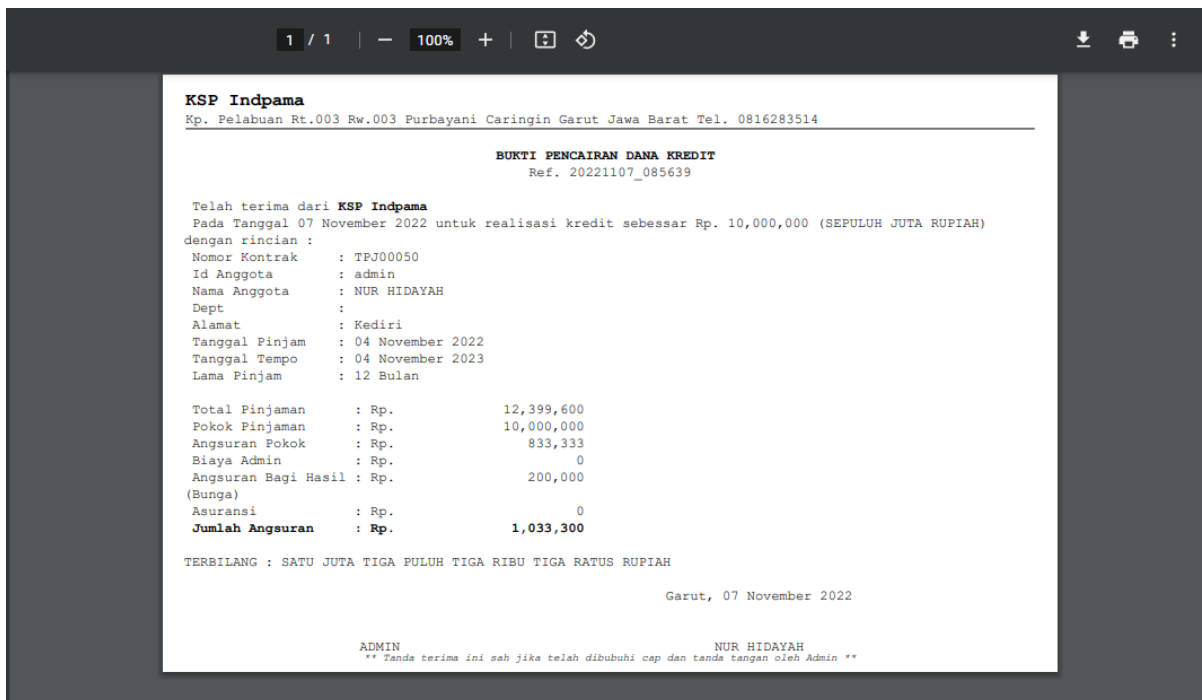 1 / 1 | − 100% + |
KSP Indpama
Kp. Pelabuan Rt.003 Rw.003 Purbayani Caringin Garut Jawa Barat Tel. 0816283514
BUKTI PENCAIRAN DANA KREDIT
Ref. 20221107_085639
Telah terima dari KSP Indpama
Pada Tanggal 07 November 2022 untuk realisasi kredit sebessar Rp. 10,000,000 (SEPULUH JUTA RUPIAH)
dengan rincian :
Nomor Kontrak : TPJ00050
Id Anggota : admin
Nama Anggota : NUR HIDAYAH
Dept :
Alamat : Kediri
Tanggal Pinjam : 04 November 2022
Tanggal Tempo : 04 November 2023
Lama Pinjam : 12 Bulan
Total Pinjaman : Rp. 12,399,600
Pokok Pinjaman : Rp. 10,000,000
Angsuran Pokok : Rp. 833,333
Biaya Admin : Rp. 0
Angsuran Bagi Hasil : Rp. 200,000
(Bunga)
Asuransi : Rp. 0
Jumlah Angsuran : Rp. 1,033,300
TERBILANG : SATU JUTA TIGA PULUH TIGA RIBU TIGA RATUS RUPIAH
Garut, 07 November 2022
ADMIN NUR HIDAYAH
** Tanda terima ini sah jika telah dibubuhi cap dan tanda tangan oleh Admin **